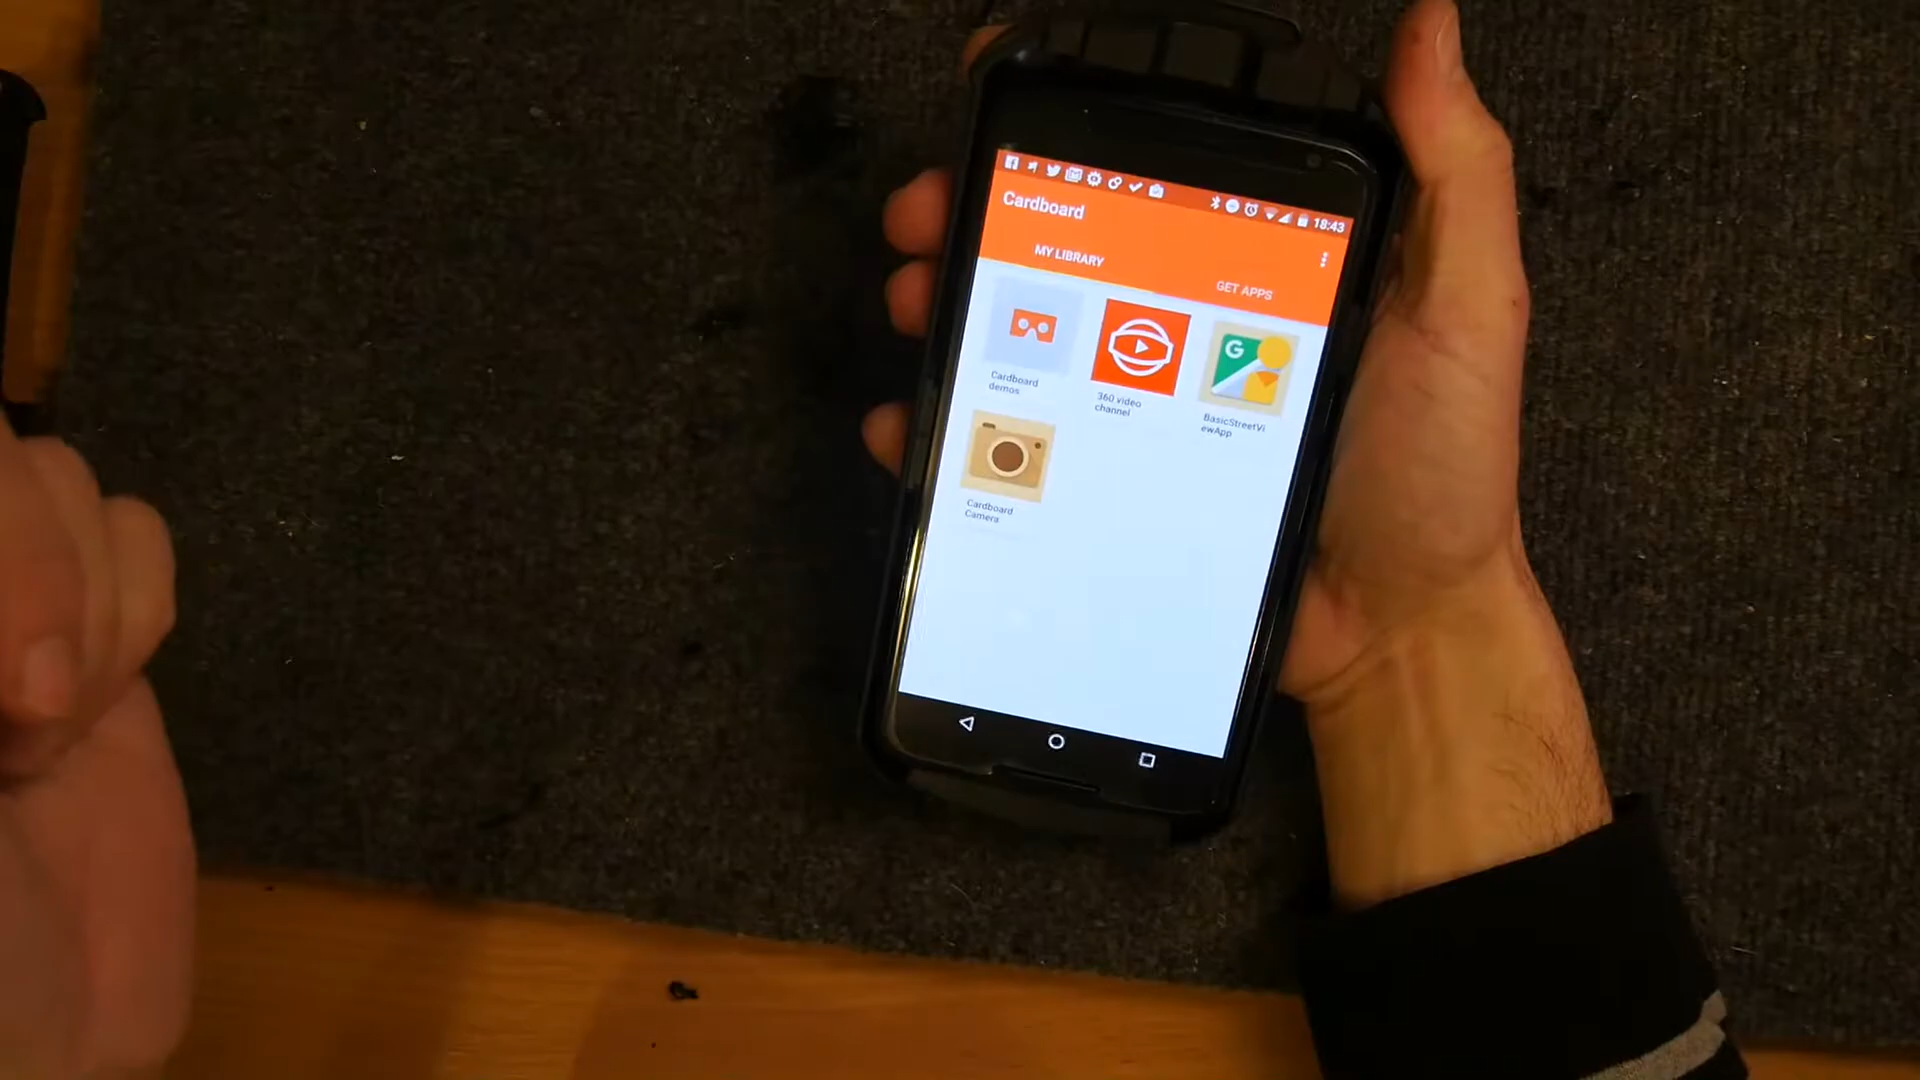 18:43
Cardboard
MY LIBRARY
GET APPS
Cardboard
demos
360 video
channel
G
BasicStreetVi
ewApp
Cardboard
Camera